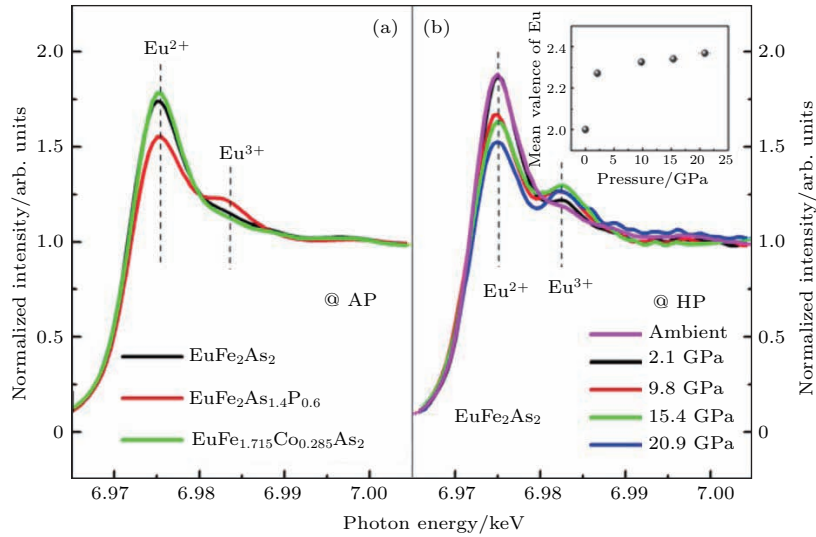 (a)
(b)
Eu²⁺
Eu³⁺
@ AP
EuFe₂As₂
EuFe₂As₁.₄P₀.₆
EuFe₁.₇₁₅Co₀.₂₈₅As₂
Normalized intensity/arb. units
2.0
1.5
1.0
0.5
0
6.97 6.98 6.99 7.00
Eu²⁺
Eu³⁺
@ HP
Ambient
2.1 GPa
9.8 GPa
15.4 GPa
20.9 GPa
EuFe₂As₂
Mean valence of Eu
2.4
2.2
2.0
0 5 10 15 20 25
Pressure/GPa
2.0
1.5
1.0
0.5
0
Normalized intensity/arb. units
6.97 6.98 6.99 7.00
Photon energy/keV